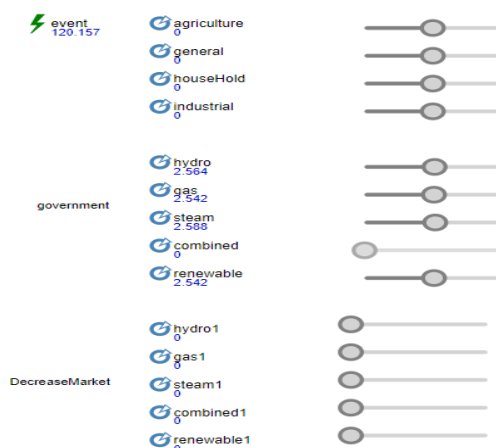 event
120.157
agriculture
0
general
0
houseHold
0
industrial
0
hydro
2.564
gas
2.542
government
steam
2.588
combined
0
renewable
2.542
hydro1
0
gas1
0
DecreaseMarket
steam1
0
combined1
0
renewable1
0